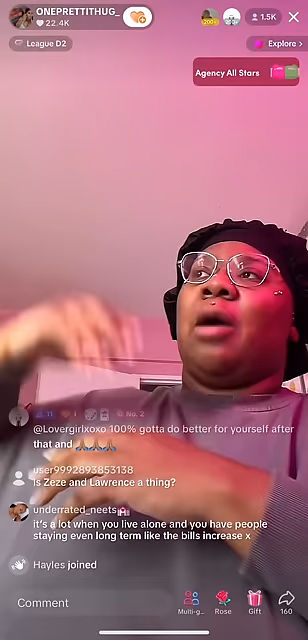 ONEPRETTITHUG_
22.4K
200+
1.5K
League D2
Explore
Agency All Stars
11
No. 2
@Lovergirlxoxo 100% gotta do better for yourself after
that and 🙏🏾🙏🏾🙏🏾
user9992893853138
Is Zeze and Lawrence a thing?
underrated_neets
it's a lot when you live alone and you have people
staying even long term like the bills increase x
Hayles joined
Comment
Multi-g...
Rose
Gift
160